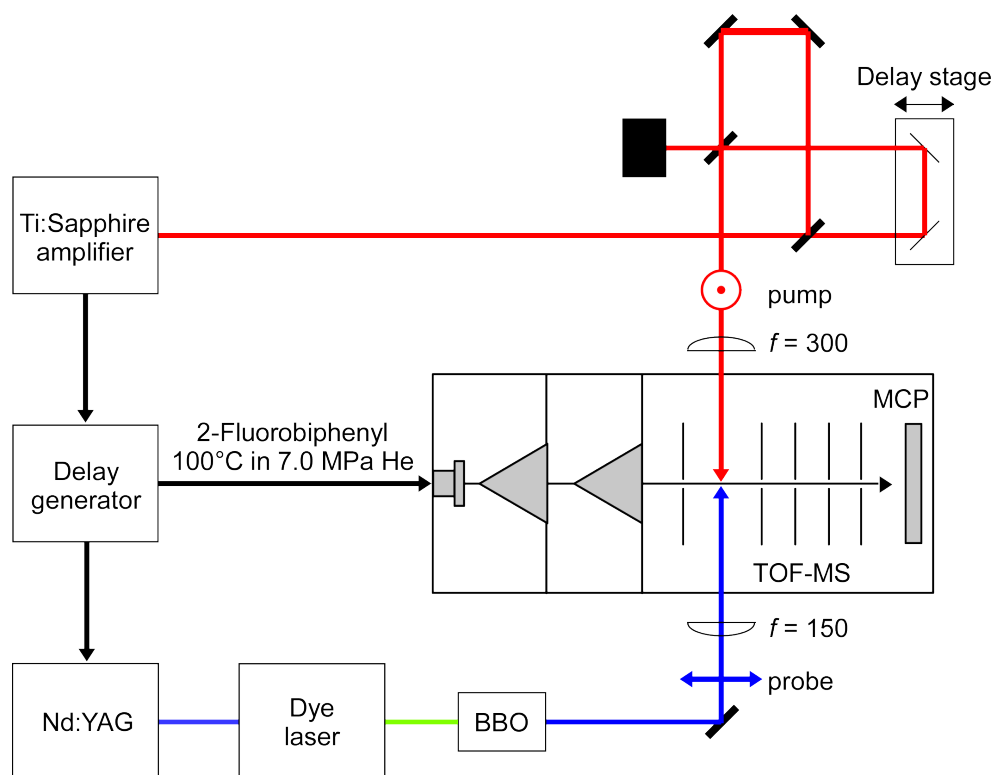 Delay stage
Ti:Sapphire
amplifier
pump
f = 300
MCP
2-Fluorobiphenyl
100°C in 7.0 MPa He
Delay
generator
TOF-MS
f = 150
probe
Nd:YAG
Dye
laser
BBO